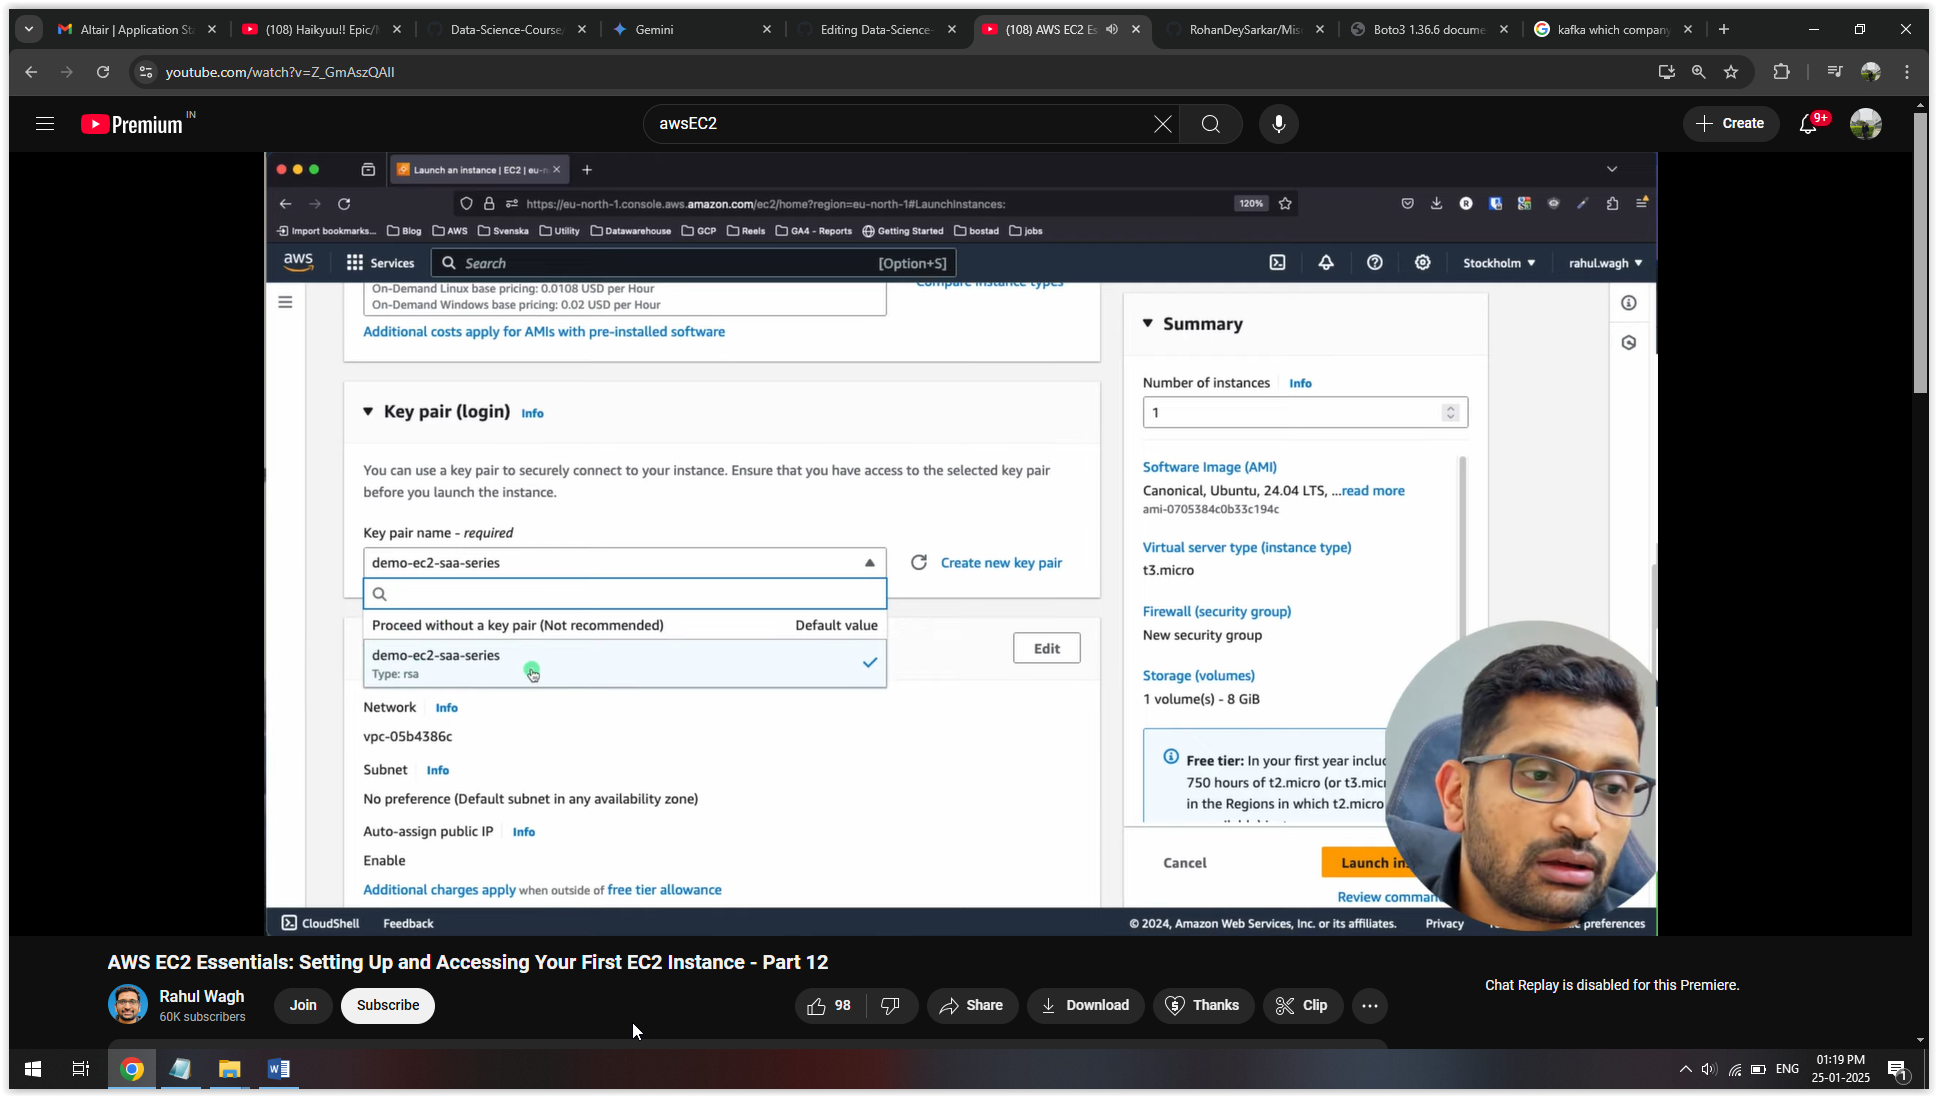 Altair | Application St
(108) Haikyuu!! Epic/
Data-Science-Course
Gemini
Editing Data-Science-
(108) AWS EC2 Es
RohanDeySarkar/Mis
Boto3 1.36.6 docume
kafka which company
youtube.com/watch?v=Z_GmAszQAII
Premium IN
awsEC2
Create
9+
Launch an instance | EC2 | eu-n
https://eu-north-1.console.aws.amazon.com/ec2/home?region=eu-north-1#LaunchInstances:
120%
Import bookmarks...
Blog
AWS
Svenska
Utility
Datawarehouse
GCP
Reels
GA4 - Reports
Getting Started
bostad
jobs
aws
Services
Search
[Option+S]
Stockholm
rahul.wagh
On-Demand Linux base pricing: 0.0108 USD per Hour
On-Demand Windows base pricing: 0.02 USD per Hour
Compare instance types
Additional costs apply for AMIs with pre-installed software
Key pair (login) Info
You can use a key pair to securely connect to your instance. Ensure that you have access to the selected key pair
before you launch the instance.
Key pair name - required
demo-ec2-saa-series
Create new key pair
Proceed without a key pair (Not recommended)
Default value
demo-ec2-saa-series
Type: rsa
Edit
Network Info
vpc-05b4386c
Subnet Info
No preference (Default subnet in any availability zone)
Auto-assign public IP Info
Enable
Additional charges apply when outside of free tier allowance
Summary
Number of instances Info
1
Software Image (AMI)
Canonical, Ubuntu, 24.04 LTS, ...read more
ami-0705384c0b33c194c
Virtual server type (instance type)
t3.micro
Firewall (security group)
New security group
Storage (volumes)
1 volume(s) - 8 GiB
Free tier: In your first year inclu
750 hours of t2.micro (or t3.mic
in the Regions in which t2.micro
Cancel
Launch in
Review comman
CloudShell
Feedback
© 2024, Amazon Web Services, Inc. or its affiliates.
Privacy
preferences
AWS EC2 Essentials: Setting Up and Accessing Your First EC2 Instance - Part 12
Rahul Wagh
60K subscribers
Join
Subscribe
98
Share
Download
Thanks
Clip
Chat Replay is disabled for this Premiere.
ENG
01:19 PM
25-01-2025
1